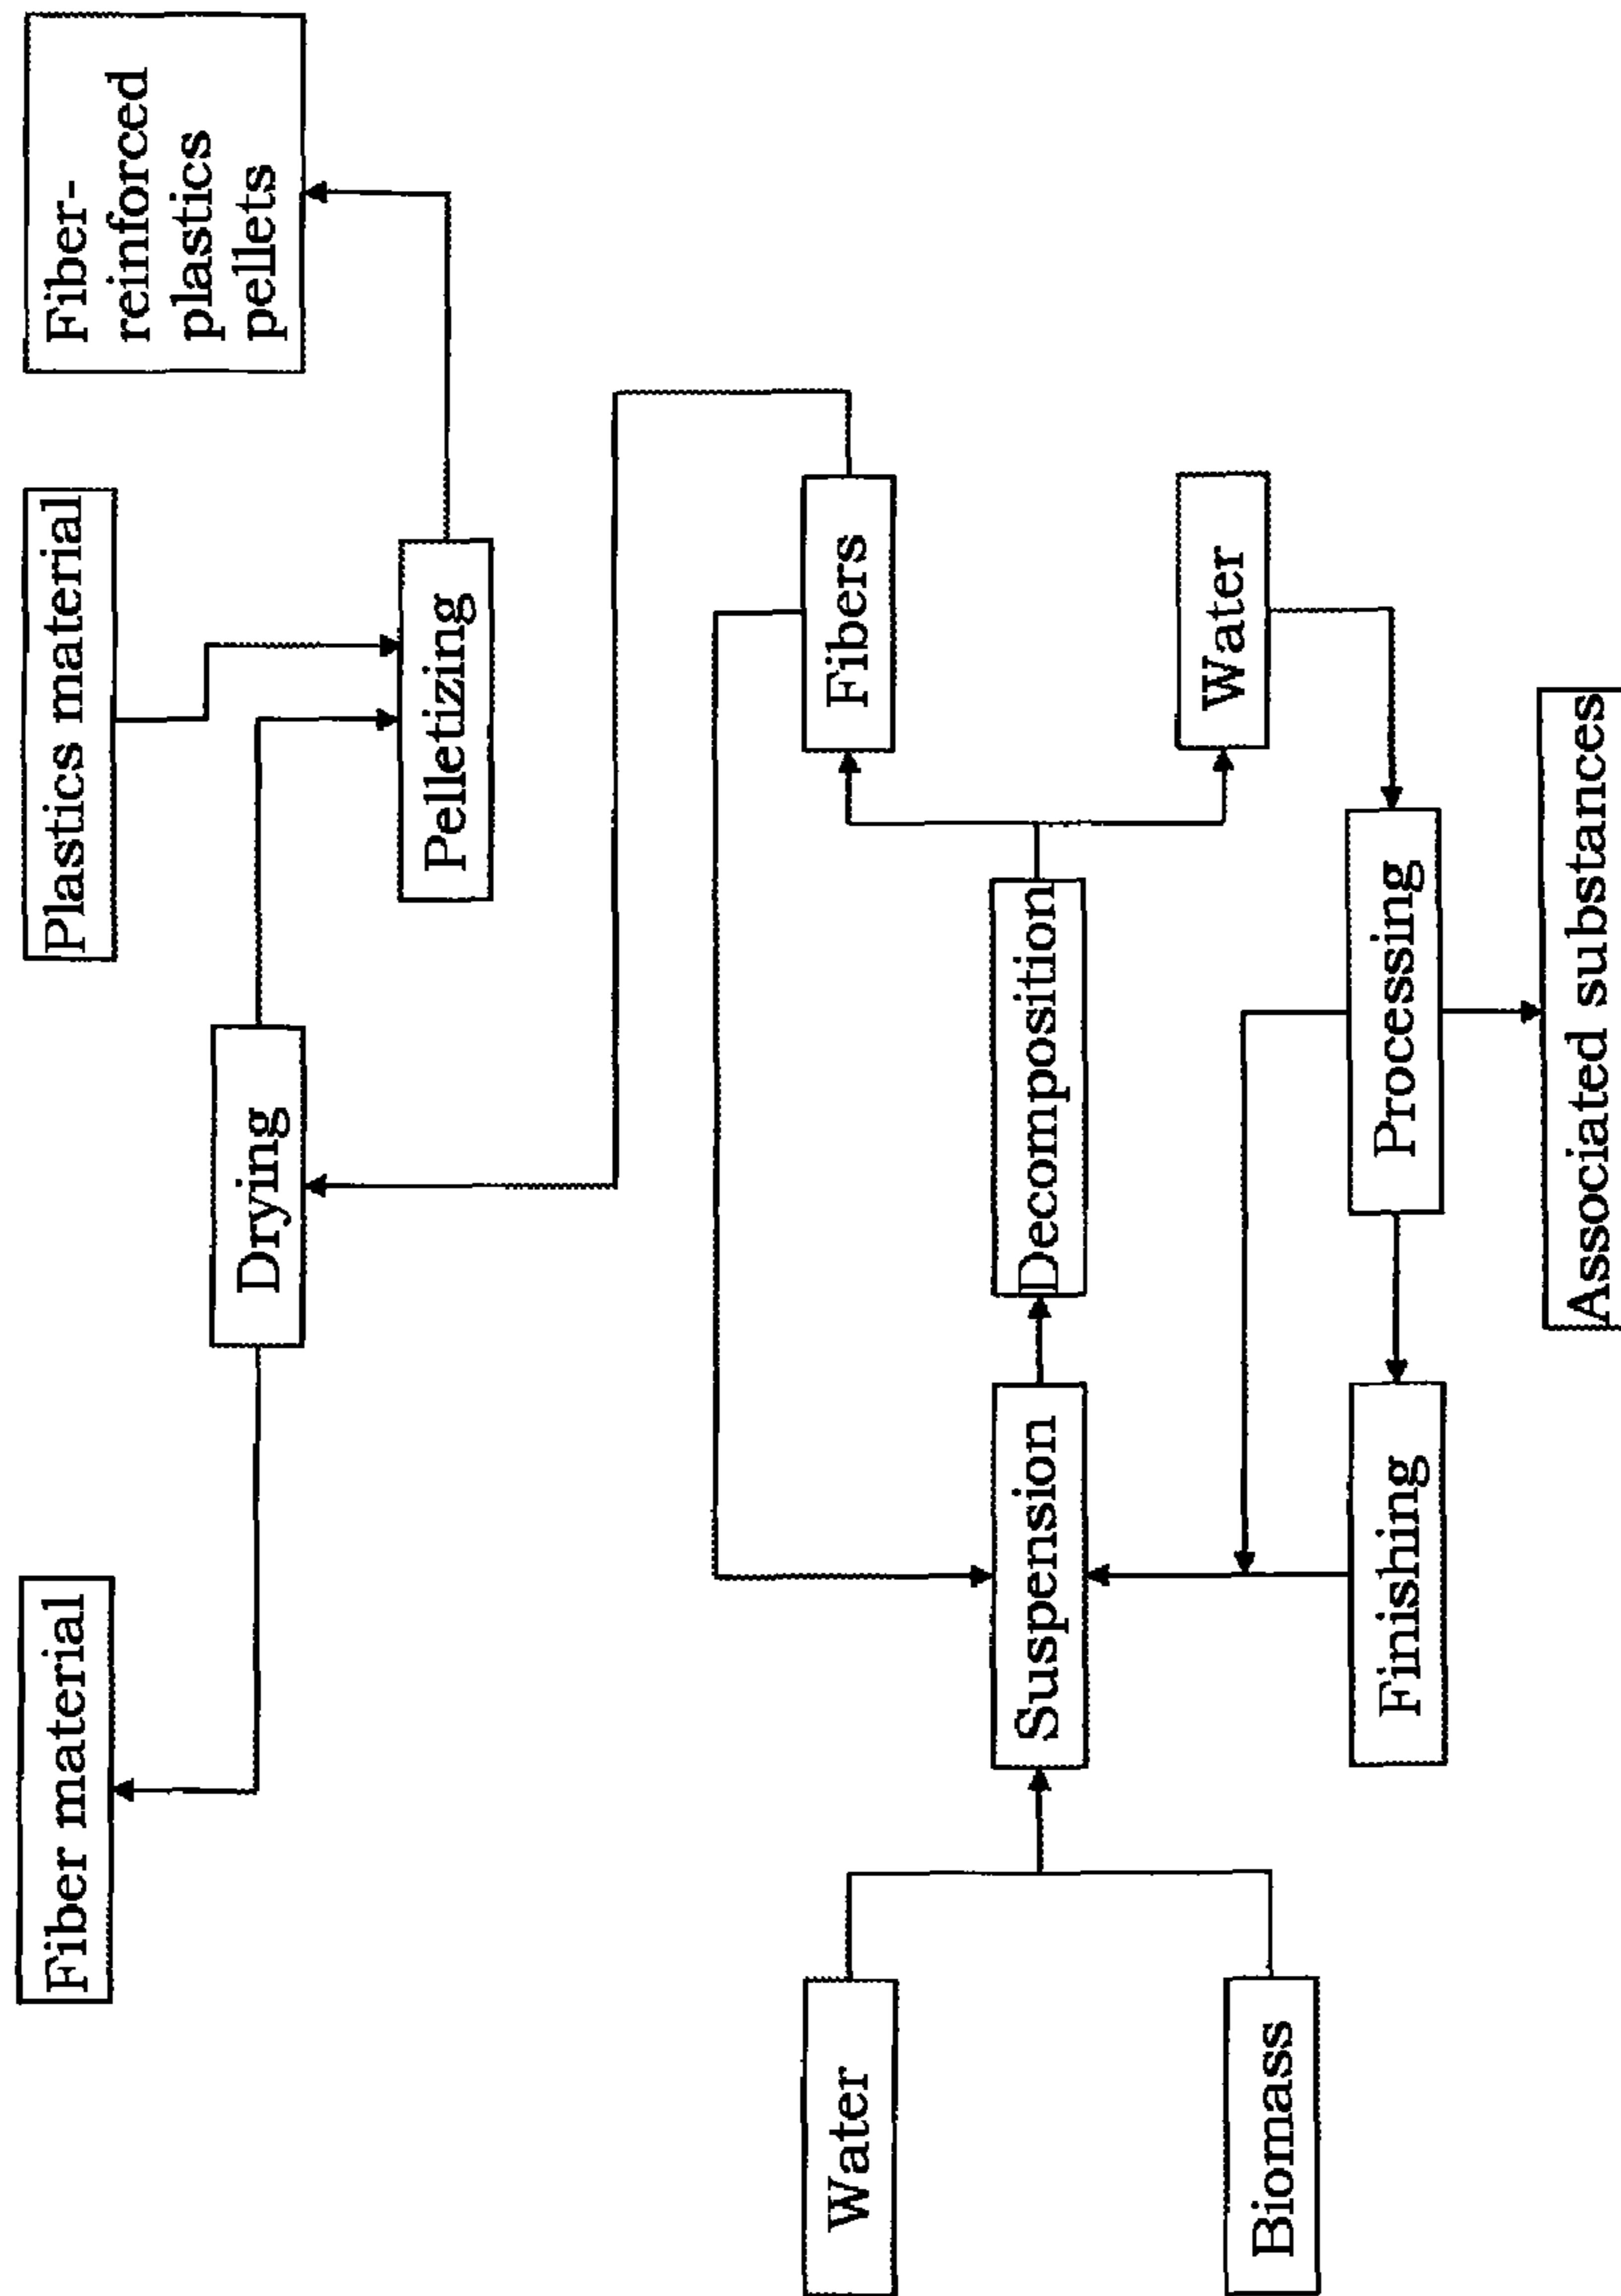 Fiber material
Plastics material
Fiber-
reinforced
plastics
pellets
Drying
Pelletizing
Water
Fibers
Suspension
Decomposition
Biomass
Water
Finishing
Processing
Associated substances